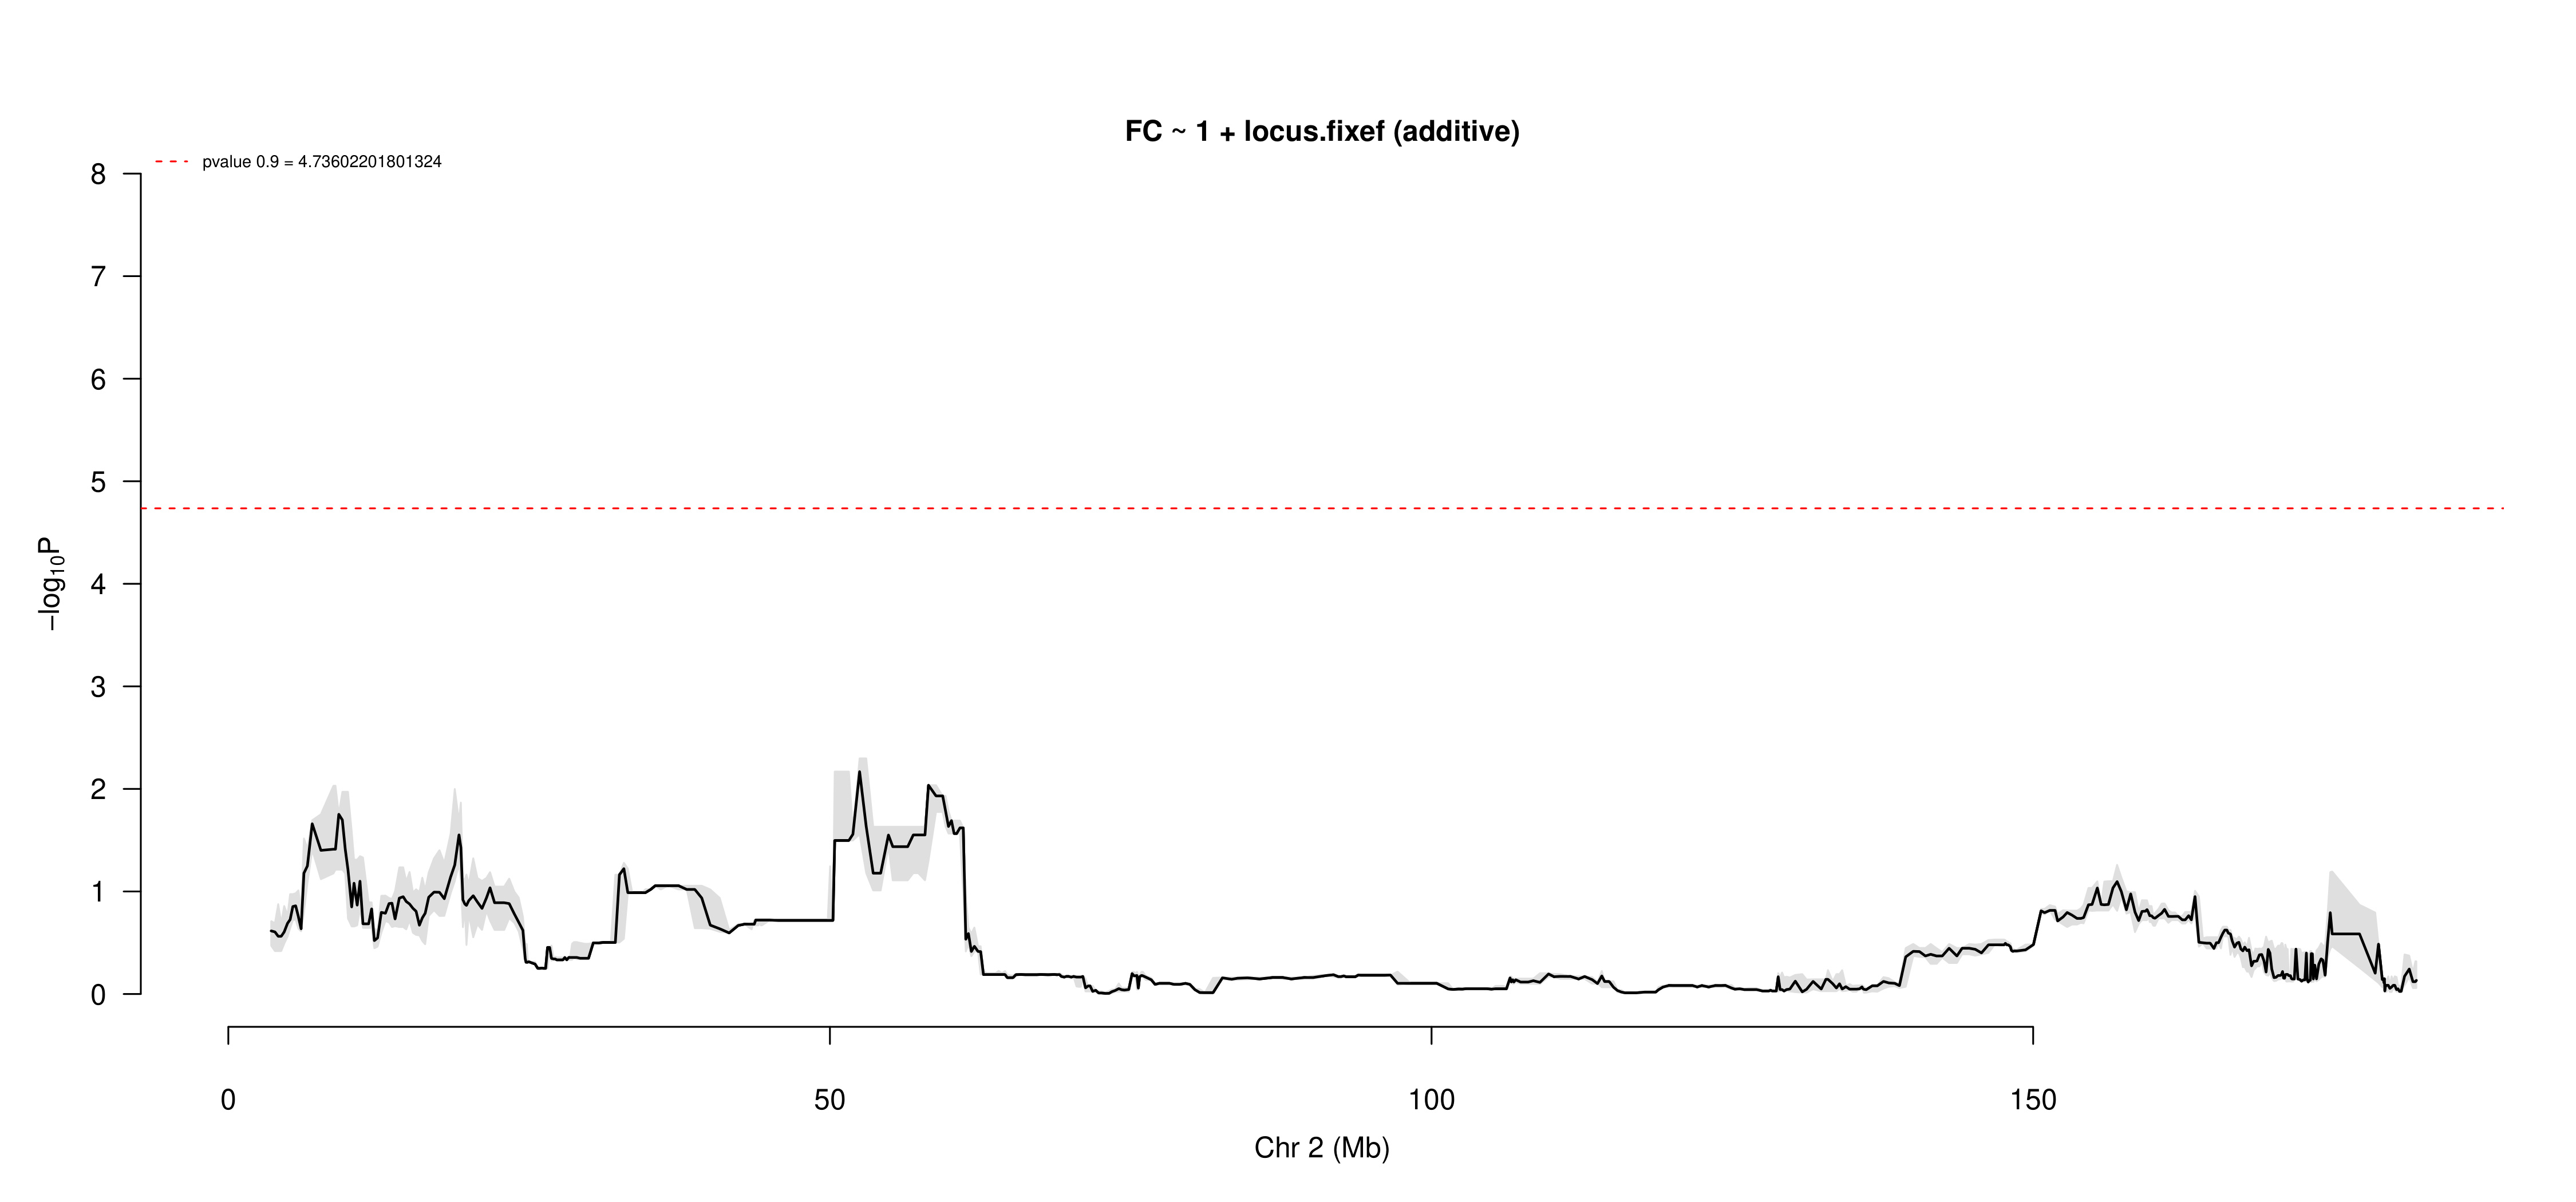 FC ~ 1 + locus.fixef (additive)
pvalue 0.9 = 4.73602201801324
8
7
6
5
4
3
2
1
0
−log₁₀P
0 50 100 150
Chr 2 (Mb)